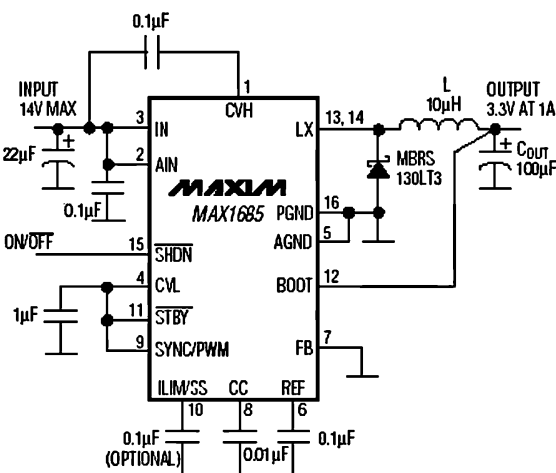 0.1µF
INPUT
14V MAX
1
CVH
L
10µH
OUTPUT
3.3V AT 1A
3
IN
LX
13, 14
+
22µF
2
AIN
MAXIM
MAX1685
MBRS
130LT3
+
COUT
100µF
0.1µF
PGND
16
AGND
5
ON/OFF
15
SHDN
4
CVL
BOOT
12
1µF
11
STBY
9
SYNC/PWM
FB
7
ILIM/SS
CC
REF
10
8
6
0.1µF
(OPTIONAL)
0.01µF
0.1µF